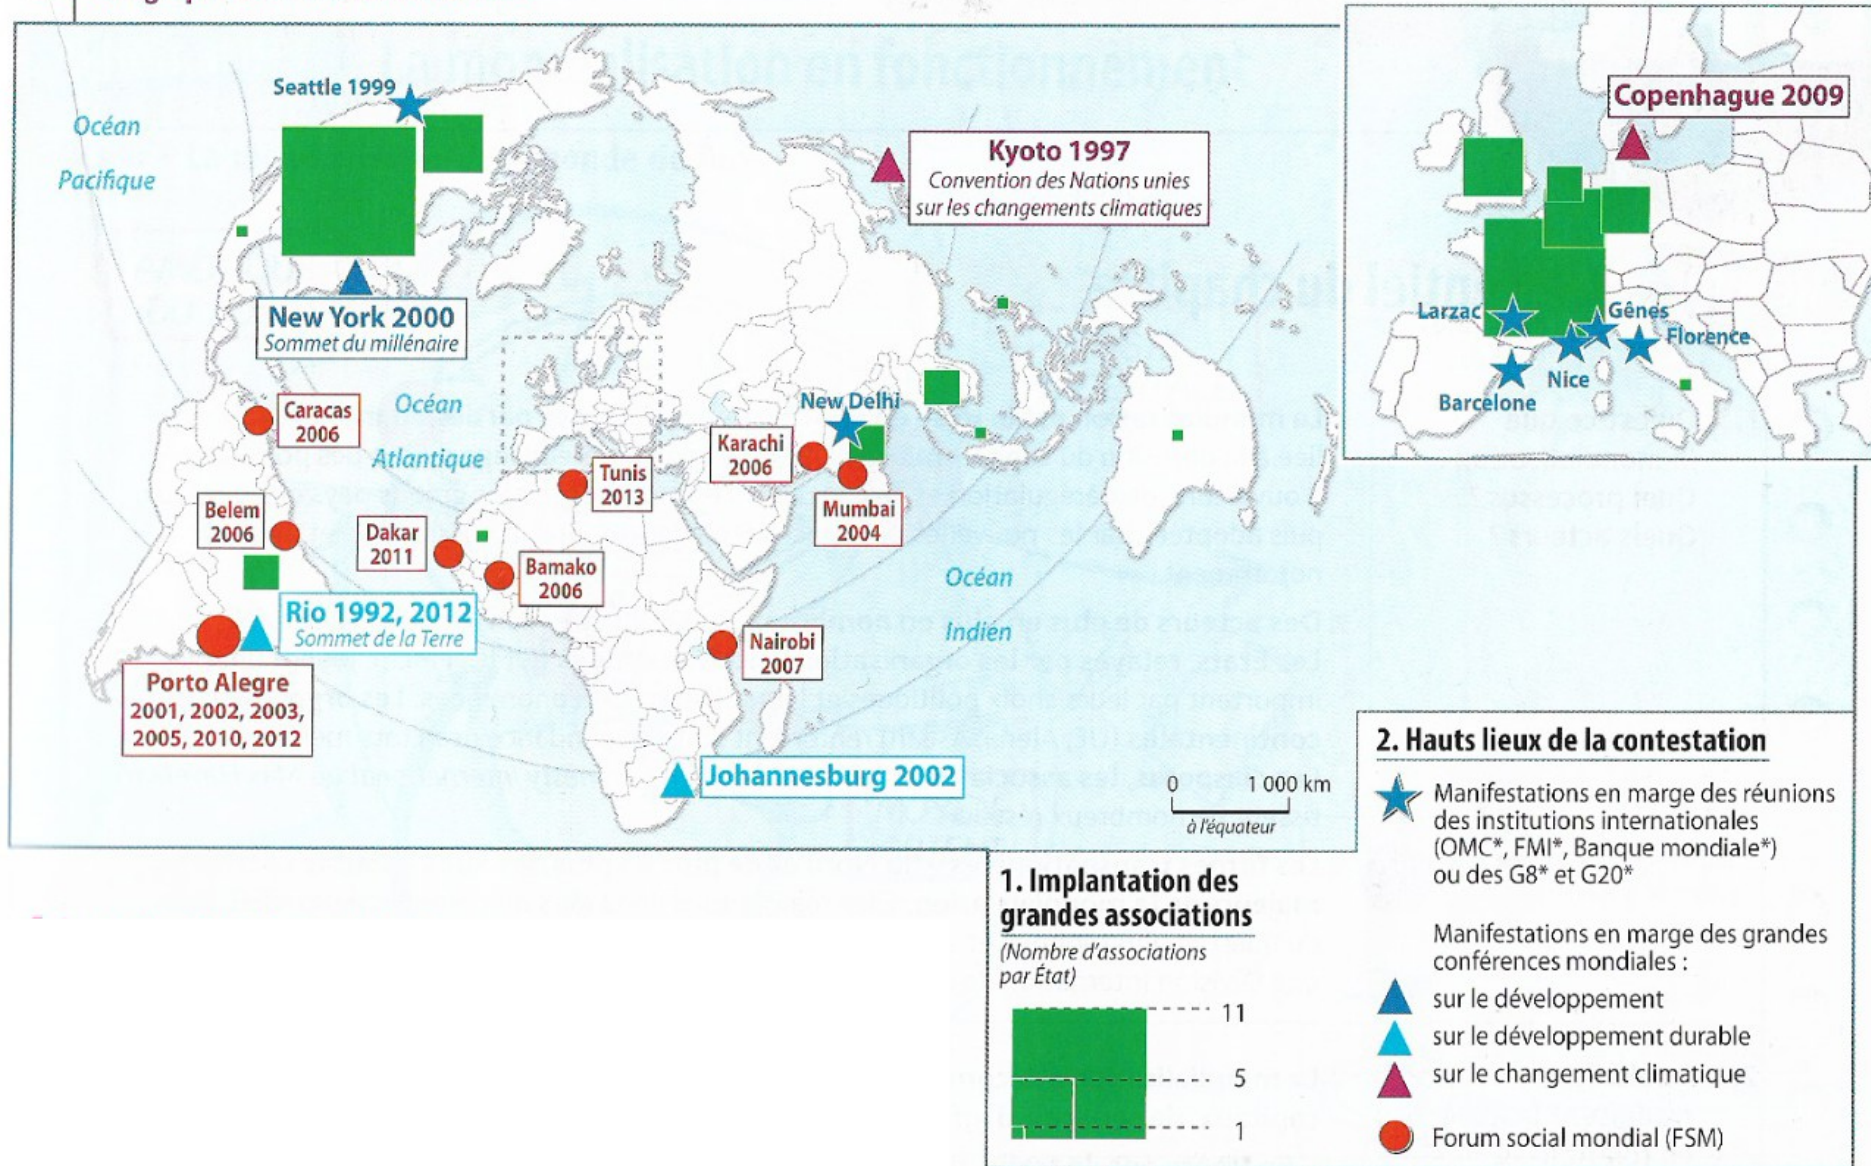 Seattle 1999
Océan
Pacifique
New York 2000
Sommet du millénaire
Kyoto 1997
Convention des Nations unies
sur les changements climatiques
Copenhague 2009
Larzac
Gênes
Florence
Nice
Barcelone
Caracas
2006
Océan
Atlantique
New Delhi
Karachi
2006
Tunis
2013
Mumbai
2004
Belem
2006
Dakar
2011
Bamako
2006
Océan
Indien
Rio 1992, 2012
Sommet de la Terre
Nairobi
2007
Porto Alegre
2001, 2002, 2003,
2005, 2010, 2012
Johannesburg 2002
0 1 000 km
à l'équateur
1. Implantation des
grandes associations
(Nombre d'associations
par État)
11
5
1
2. Hauts lieux de la contestation
Manifestations en marge des réunions
des institutions internationales
(OMC*, FMI*, Banque mondiale*)
ou des G8* et G20*
Manifestations en marge des grandes
conférences mondiales :
sur le développement
sur le développement durable
sur le changement climatique
Forum social mondial (FSM)